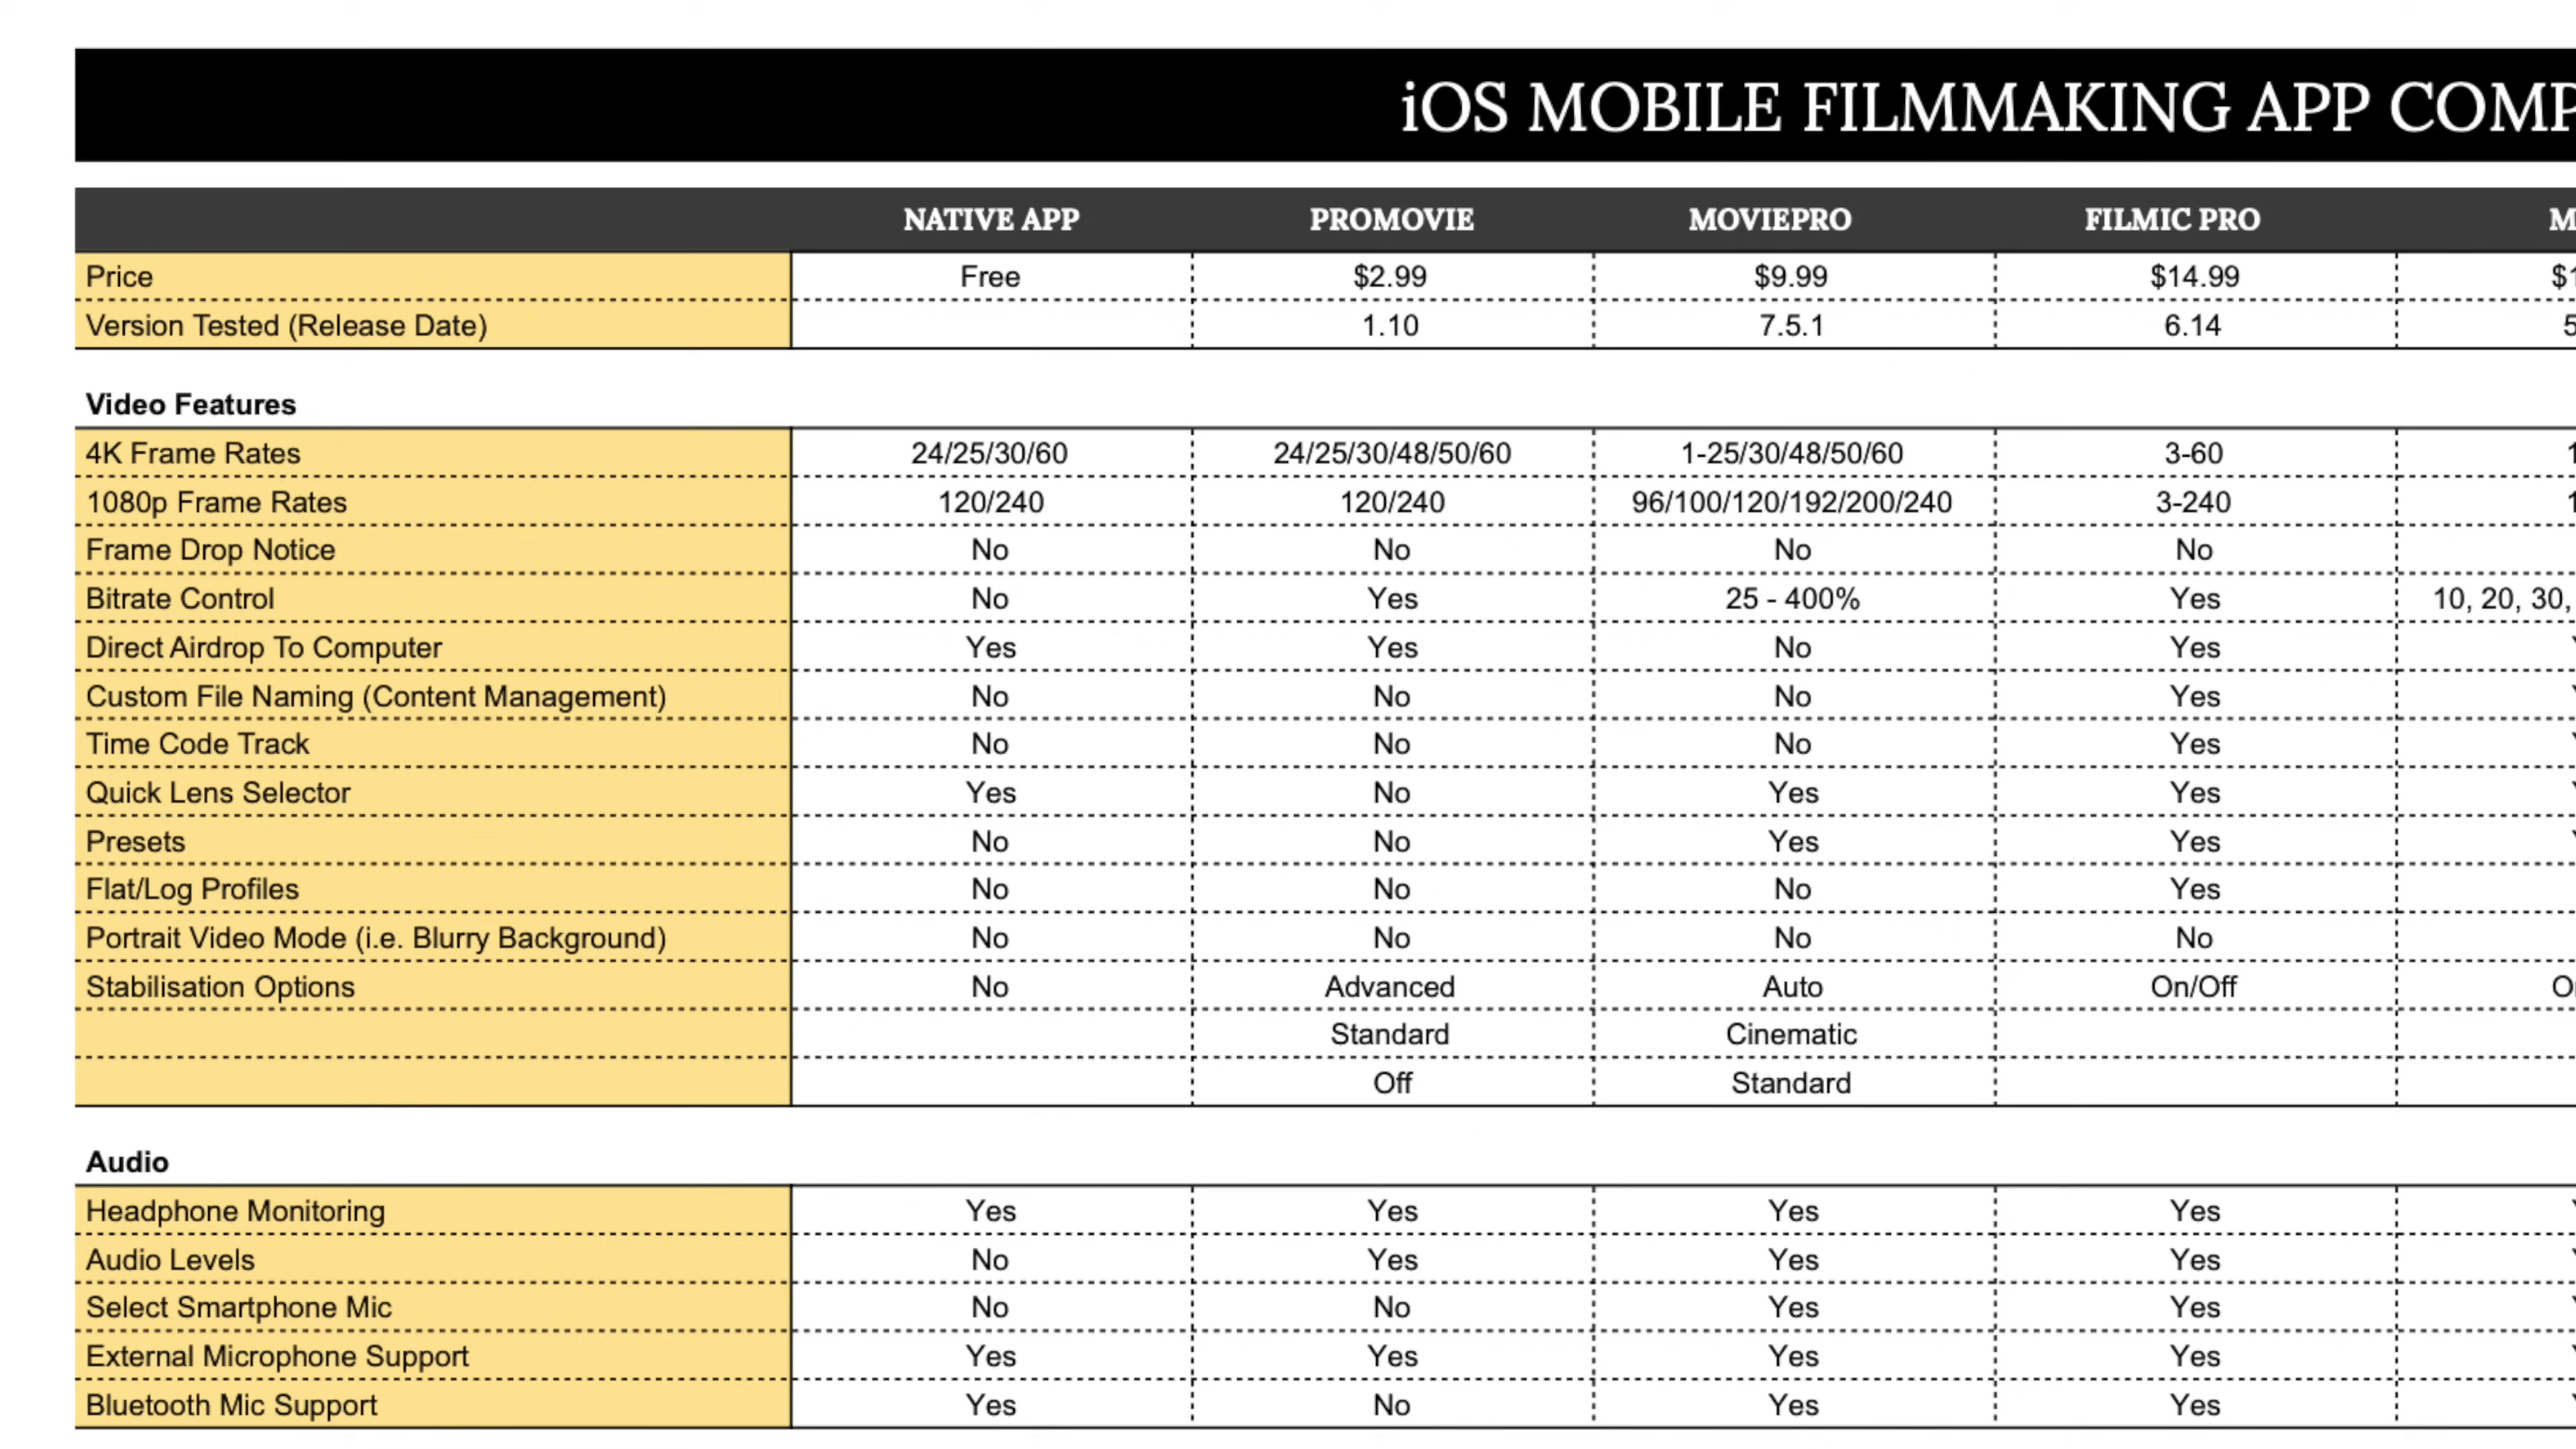 iOS MOBILE FILMMAKING APP
NATIVE APP PROMOVIE MOVIEPRO FILMIC PRO
Price Free $2.99 $9.99 $14.99
Version Tested (Release Date) 1.10 7.5.1 6.14
Video Features
4K Frame Rates 24/25/30/60 24/25/30/48/50/60 1-25/30/48/50/60 3-60
1080p Frame Rates 120/240 120/240 96/100/120/192/200/240 3-240
Frame Drop Notice No No No No
Bitrate Control No Yes 25 - 400% Yes 10, 20, 30,
Direct Airdrop To Computer Yes Yes No Yes
Custom File Naming (Content Management) No No No Yes
Time Code Track No No No Yes
Quick Lens Selector Yes No Yes Yes
Presets No No Yes Yes
Flat/Log Profiles No No No Yes
Portrait Video Mode (i.e. Blurry Background) No No No No
Stabilisation Options No Advanced Auto On/Off
Standard Cinematic
Off Standard
Audio
Headphone Monitoring Yes Yes Yes Yes
Audio Levels No Yes Yes Yes
Select Smartphone Mic No No Yes Yes
External Microphone Support Yes Yes Yes Yes
Bluetooth Mic Support Yes No Yes Yes